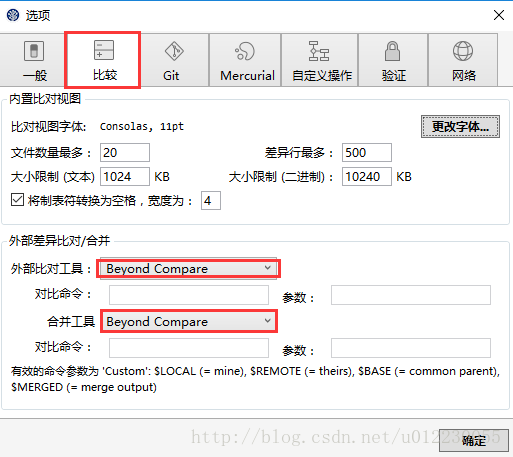 选项
一般 比较 Git Mercurial 自定义操作 验证 网络
内置比对视图
比对视图字体: Consolas, 11pt 更改字体...
文件数量最多： 20 差异行最多： 500
大小限制 (文本) 1024 KB 大小限制 (二进制)： 10240 KB
将制表符转换为空格，宽度为： 4
外部差异比对/合并
外部比对工具： Beyond Compare
对比命令： 参数：
合并工具 Beyond Compare
对比命令： 参数：
有效的命令参数为 'Custom': $LOCAL (= mine), $REMOTE (= theirs), $BASE (= common parent),
$MERGED (= merge output)
确定